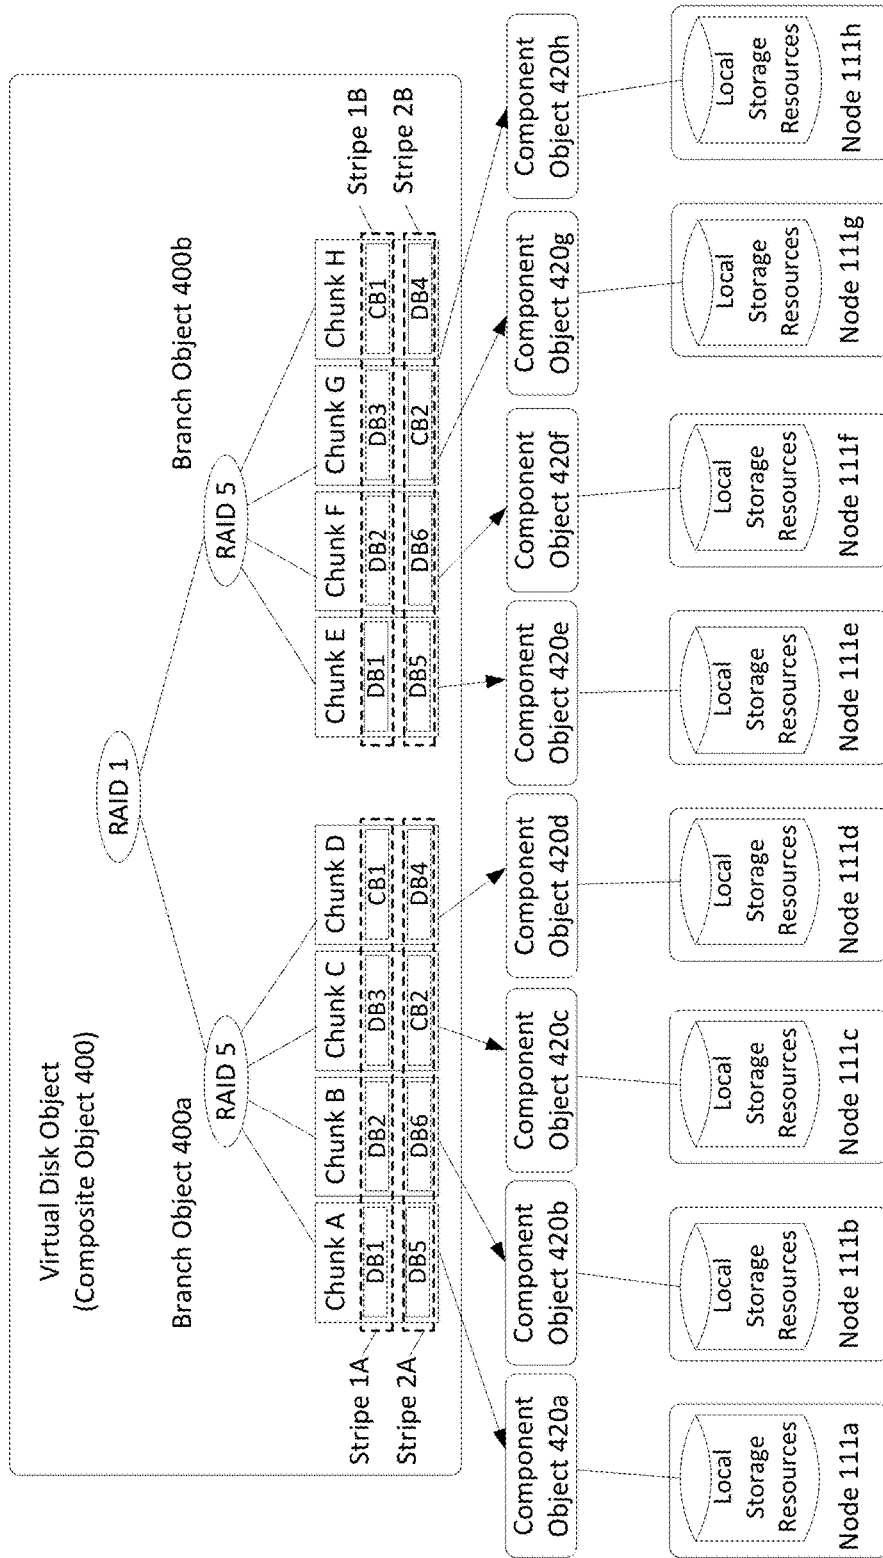 Virtual Disk Object
(Composite Object 400)
RAID 1
Branch Object 400a
Branch Object 400b
RAID 5
RAID 5
Chunk A
Chunk B
Chunk C
Chunk D
Chunk E
Chunk F
Chunk G
Chunk H
Stripe 1A
DB1
DB2
DB3
CB1
DB1
DB2
DB3
CB1
Stripe 1B
Stripe 2A
DB5
DB6
CB2
DB4
DB5
DB6
CB2
DB4
Stripe 2B
Component
Object 420a
Component
Object 420b
Component
Object 420c
Component
Object 420d
Component
Object 420e
Component
Object 420f
Component
Object 420g
Component
Object 420h
Local
Storage
Resources
Node 111a
Local
Storage
Resources
Node 111b
Local
Storage
Resources
Node 111c
Local
Storage
Resources
Node 111d
Local
Storage
Resources
Node 111e
Local
Storage
Resources
Node 111f
Local
Storage
Resources
Node 111g
Local
Storage
Resources
Node 111h